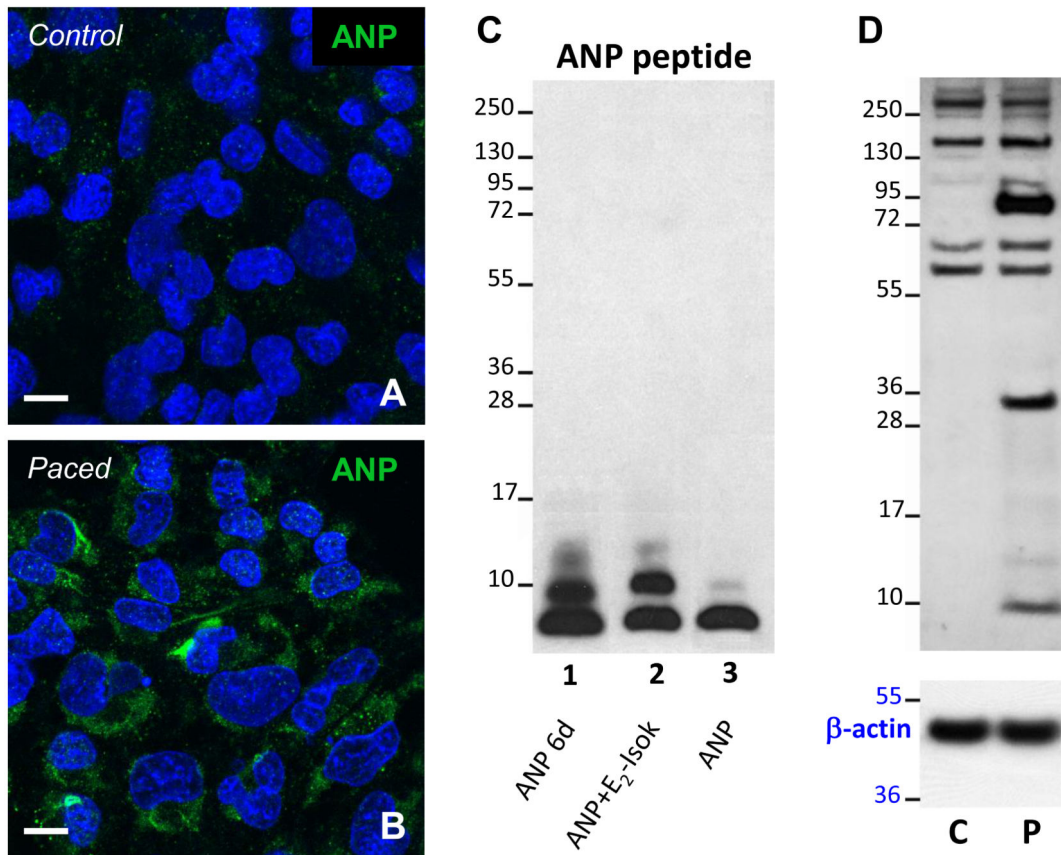 Control ANP
A
Paced ANP
B
C
ANP peptide
250
130
95
72
55
36
28
17
10
1 2 3
ANP 6d
ANP+E₂-Isok
ANP
D
250
130
95
72
55
36
28
17
10
55
β-actin
36
C P